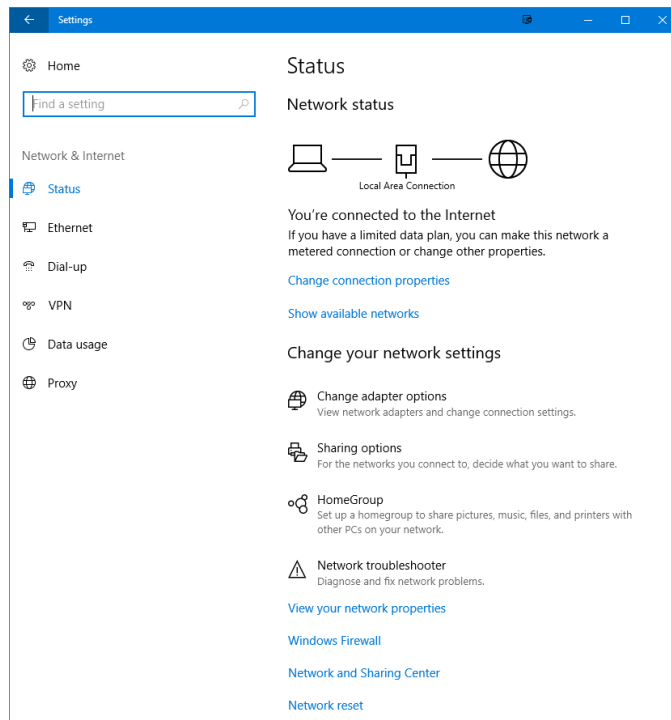 Settings
Home
Find a setting
Network & Internet
Status
Ethernet
Dial-up
VPN
Data usage
Proxy
Status
Network status
Local Area Connection
You're connected to the Internet
If you have a limited data plan, you can make this network a
metered connection or change other properties.
Change connection properties
Show available networks
Change your network settings
Change adapter options
View network adapters and change connection settings.
Sharing options
For the networks you connect to, decide what you want to share.
HomeGroup
Set up a homegroup to share pictures, music, files, and printers with
other PCs on your network.
Network troubleshooter
Diagnose and fix network problems.
View your network properties
Windows Firewall
Network and Sharing Center
Network reset